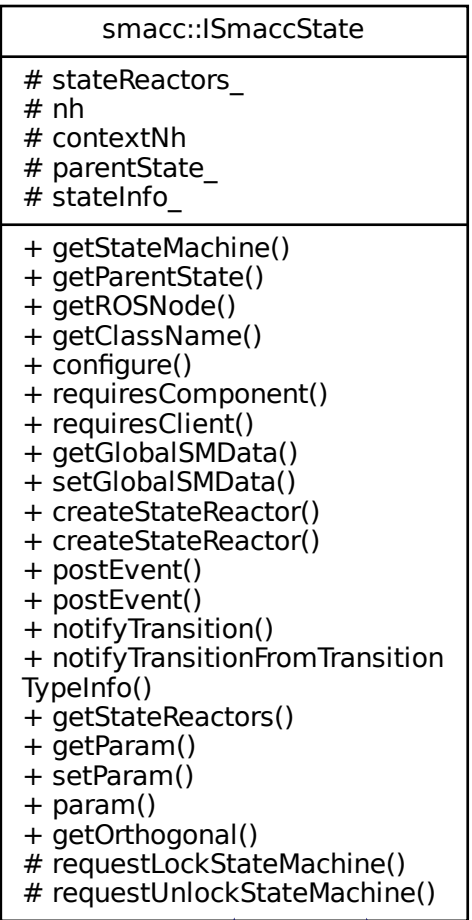 smacc::ISmaccState
# stateReactors_
# nh
# contextNh
# parentState_
# stateInfo_
+ getStateMachine()
+ getParentState()
+ getROSNode()
+ getClassName()
+ configure()
+ requiresComponent()
+ requiresClient()
+ getGlobalSMData()
+ setGlobalSMData()
+ createStateReactor()
+ createStateReactor()
+ postEvent()
+ postEvent()
+ notifyTransition()
+ notifyTransitionFromTransition
TypeInfo()
+ getStateReactors()
+ getParam()
+ setParam()
+ param()
+ getOrthogonal()
# requestLockStateMachine()
# requestUnlockStateMachine()